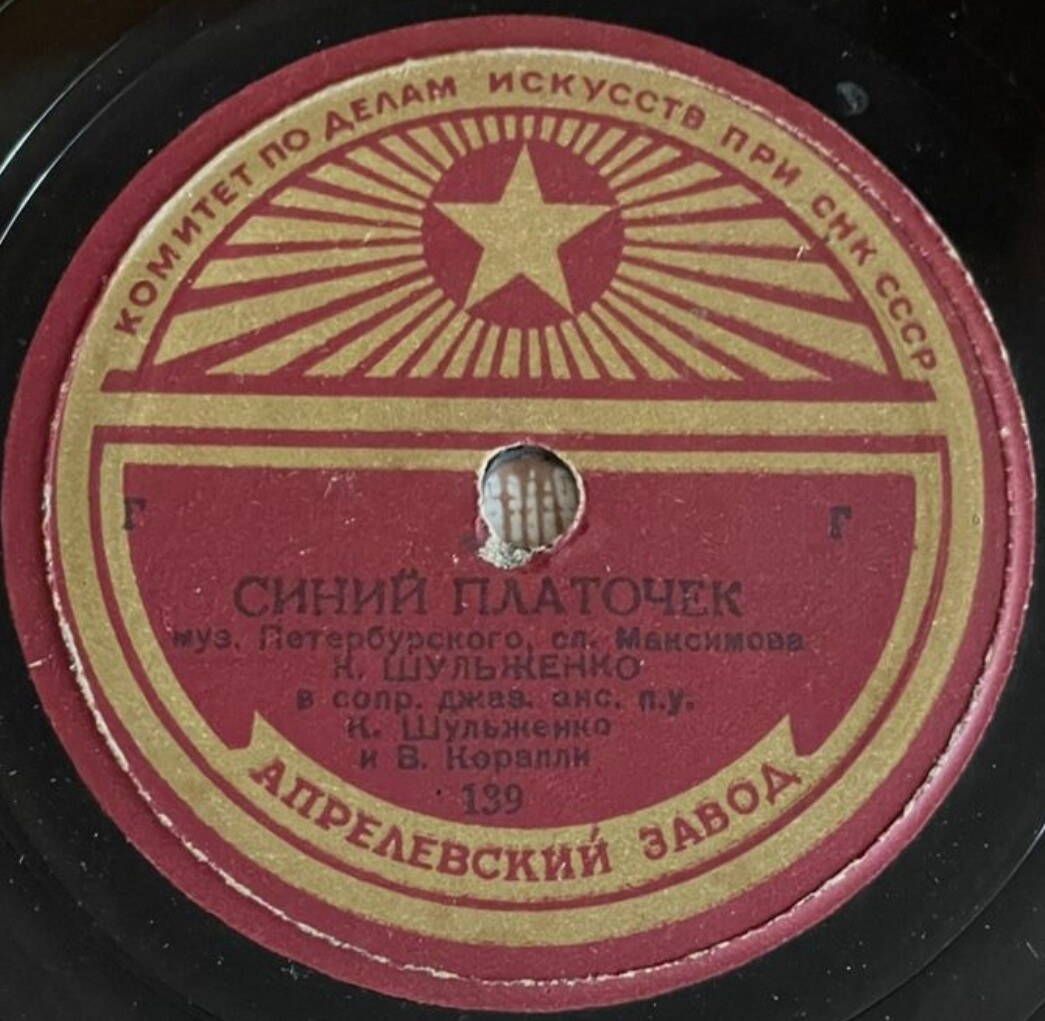 КОМИТЕТ ПО ДЕЛАМ ИСКУССТВ ПРИ СНК СССР
Г Г
СИНИЙ ПЛАТОЧЕК
муз. Петербурского, сл. Максимова
К. ШУЛЬЖЕНКО
в сопр. джаз. анс. п.у.
К. Шульженко
и В. Коралли
139
АПРЕЛЕВСКИЙ ЗАВОД